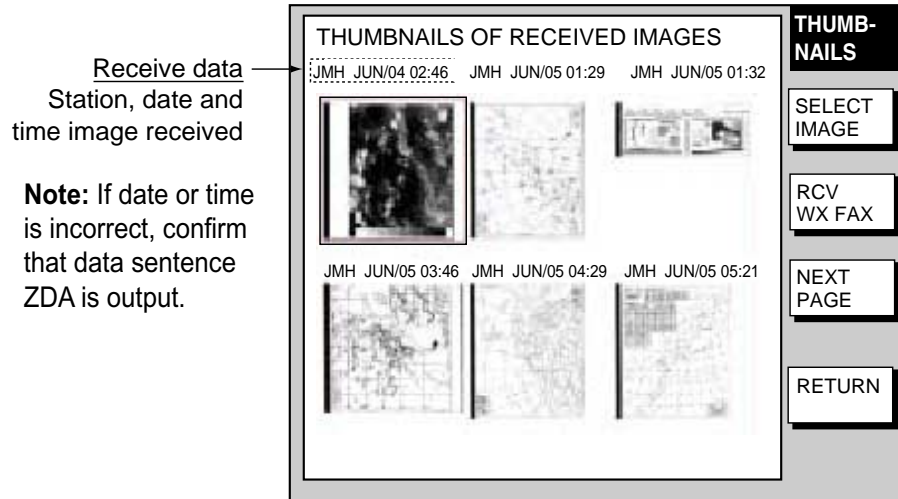 Receive data
Station, date and
time image received
Note: If date or time
is incorrect, confirm
that data sentence
ZDA is output.
THUMBNAILS OF RECEIVED IMAGES
JMH JUN/04 02:46 JMH JUN/05 01:29 JMH JUN/05 01:32
JMH JUN/05 03:46 JMH JUN/05 04:29 JMH JUN/05 05:21
THUMB-
NAILS
SELECT
IMAGE
RCV
WX FAX
NEXT
PAGE
RETURN